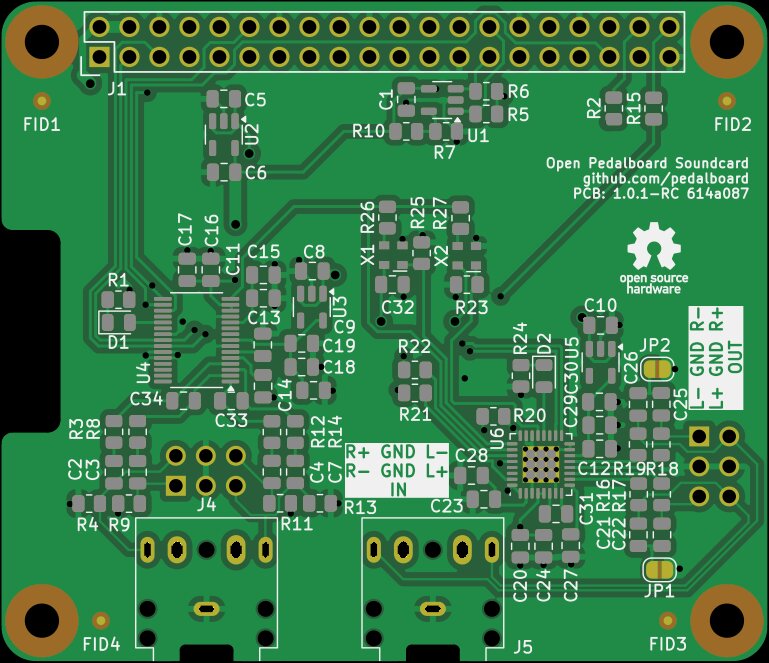 J1
C5
C1
R6
R2
R15
FID1
U2
R5
FID2
R10
U1
R7
C6
Open Pedalboard Soundcard
github.com/pedalboard
PCB: 1.0.1-RC 614a087
R26
R25
R27
C17
C16
X1
X2
open source
hardware
C11
C15
C8
R1
C32
R23
C13
U3
C10
D1
C9
R- R+
GND GND
L- L+
OUT
U4
C19
R22
R24
D2
U5
JP2
C18
C30
C26
C34
C33
C14
R21
R20
C29
C25
R3
R8
R12
R14
U6
C2
C3
R+ GND L-
R- GND L+
IN
C28
C12
R19
R18
C4
C7
J4
C23
C31
R16
R17
R4
R9
R11
R13
C21
C22
C20
C24
C27
JP1
FID4
J5
FID3